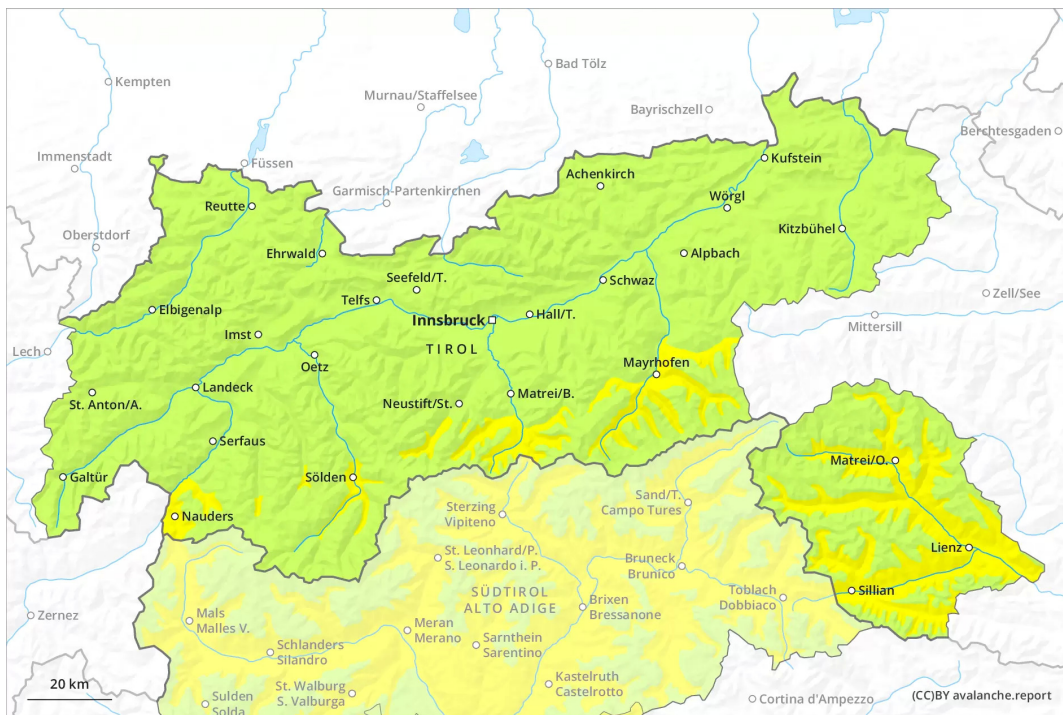 Kempten
Bad Tölz
Murnau/Staffelsee
Bayrischzell
Berchtesgaden
Immenstadt
Füssen
Kufstein
Achenkirch
Garmisch-Partenkirchen
Reutte
Wörgl
Oberstdorf
Kitzbühel
Ehrwald
Alpbach
Seefeld/T.
Schwaz
Zell/See
Telfs
Elbigenalp
Hall/T.
Innsbruck
Mittersill
Imst
TIROL
Lech
Oetz
Mayrhofen
Landeck
St. Anton/A.
Neustift/St.
Matrei/B.
Serfaus
Matrei/O.
Galtür
Sölden
Sand/T.
Campo Tures
Sterzing
Vipiteno
Nauders
Lienz
St. Leonhard/P.
S. Leonardo i. P.
Bruneck
Brunico
SÜDTIROL
ALTO ADIGE
Toblach
Dobbiaco
Sillian
Brixen
Bressanone
Zernez
Mals
Malles V.
Meran
Merano
Sarnthein
Sarentino
Schlanders
Silandro
20 km
St. Walburg
S. Valburga
Kastelruth
Castelrotto
Sulden
Solda
Cortina d'Ampezzo
(CC)BY avalanche.report